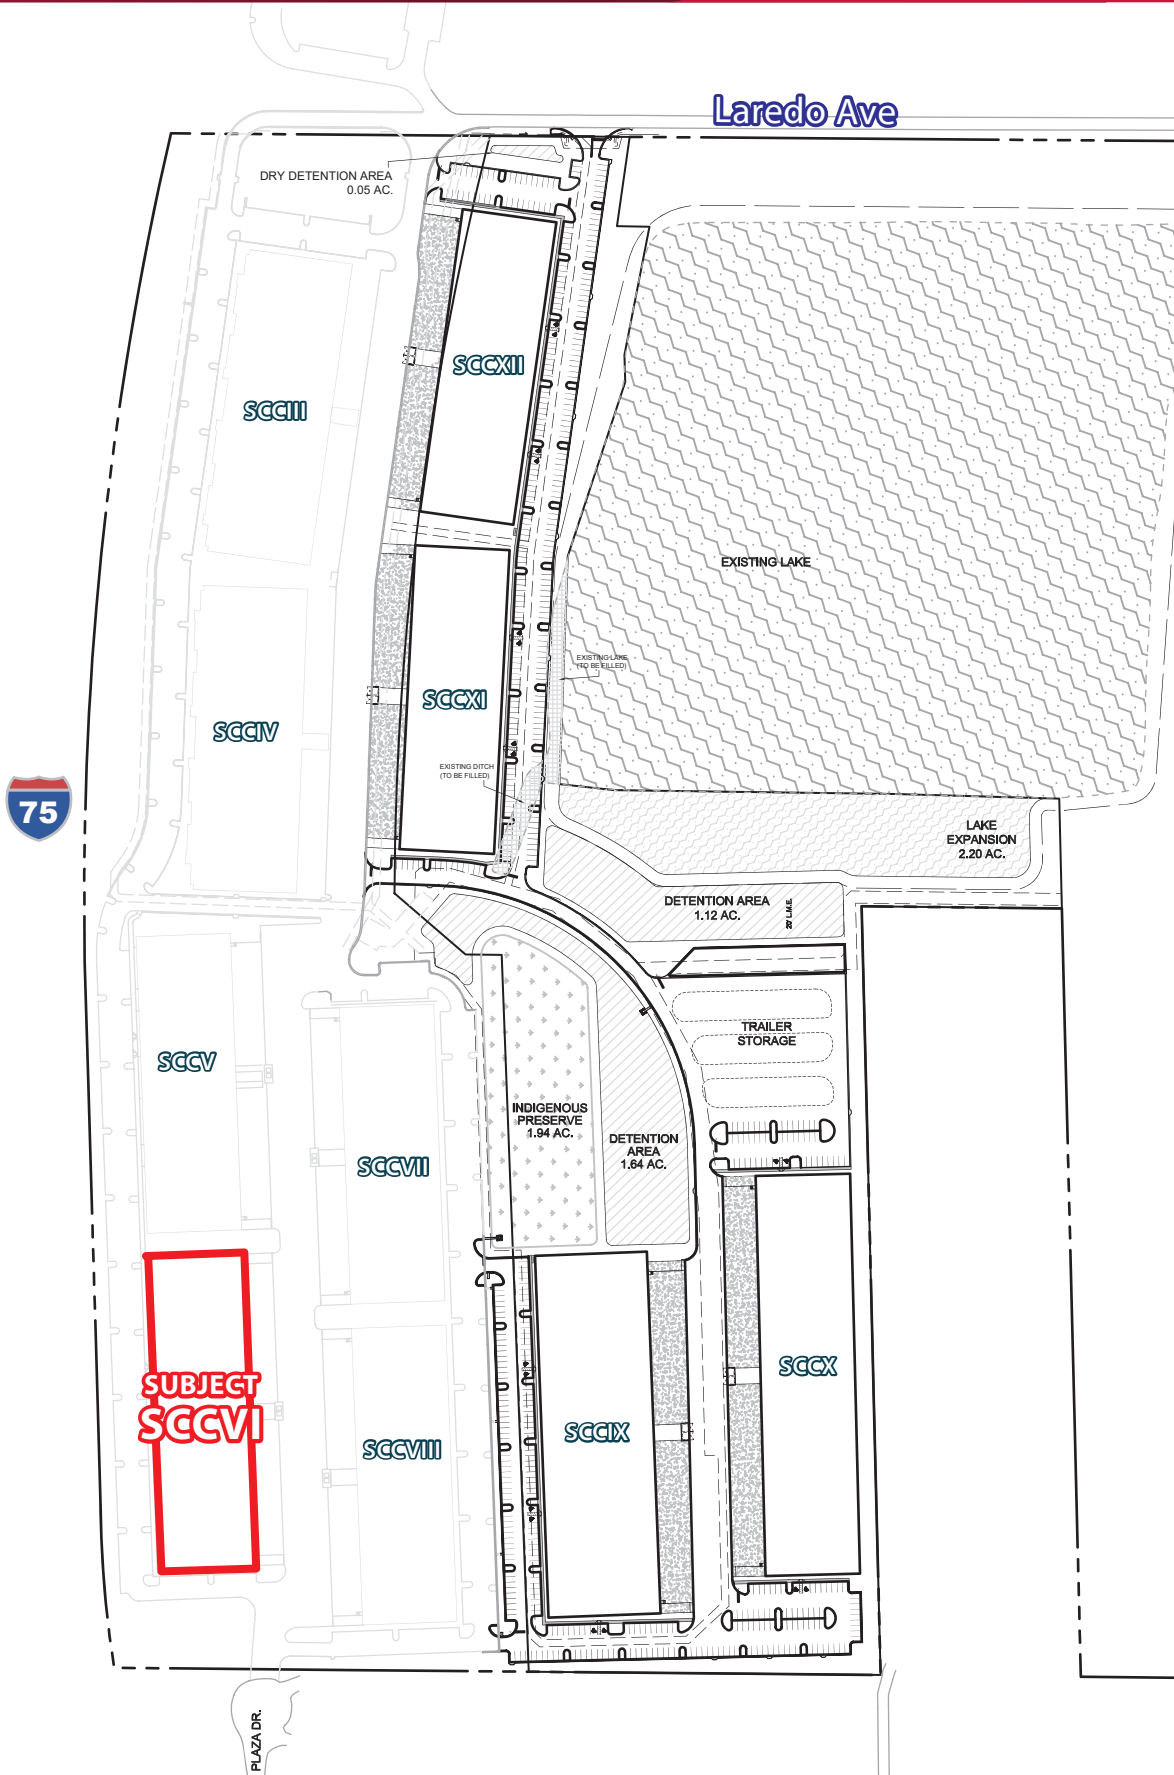 Laredo Ave
DRY DETENTION AREA
0.05 AC.
SCCXII
SCCIII
EXISTING LAKE
EXISTING LAKE
(TO BE FILLED)
SCCXI
SCCIV
EXISTING DITCH
(TO BE FILLED)
75
LAKE
EXPANSION
2.20 AC.
DETENTION AREA
1.12 AC.
20' L.M.E.
TRAILER
STORAGE
SCCV
INDIGENOUS
PRESERVE
1.94 AC.
DETENTION
AREA
1.64 AC.
SCCVII
SCCX
SUBJECT
SCCVI
SCCIX
SCCVIII
PLAZA DR.